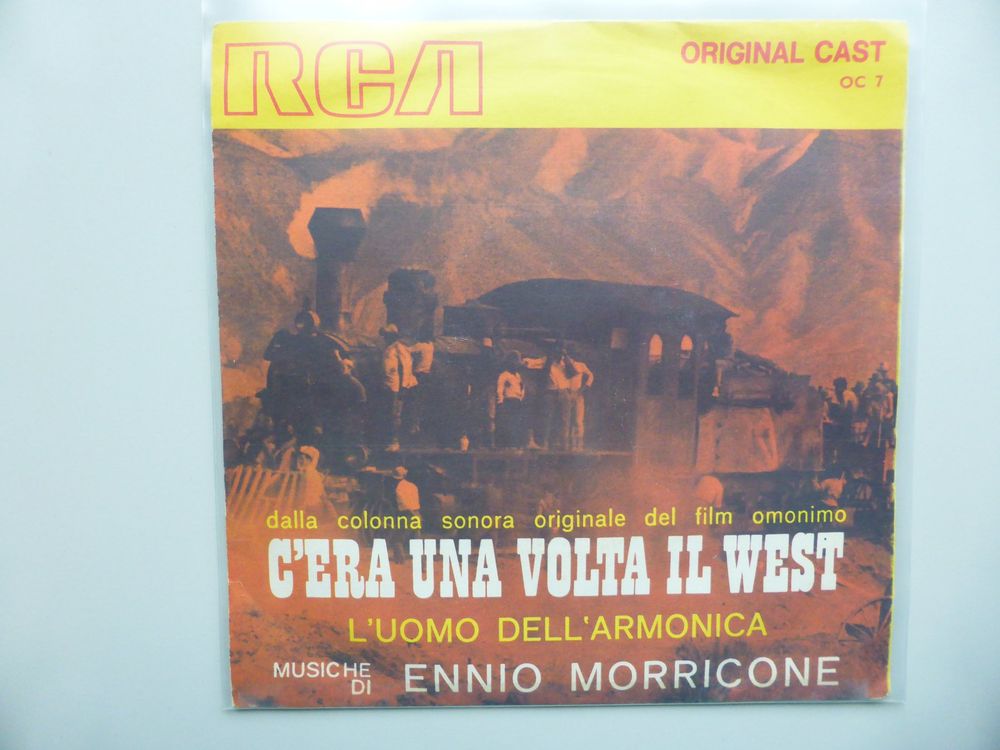 RCA
ORIGINAL CAST
OC 7
dalla colonna sonora originale del film omonimo
C'ERA UNA VOLTA IL WEST
L'UOMO DELL'ARMONICA
MUSICHE DI ENNIO MORRICONE